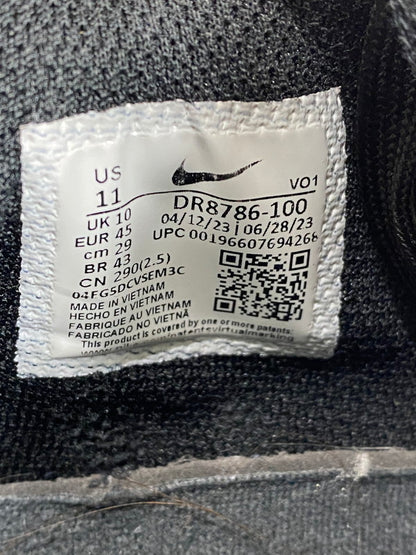 US
11
VO1
DR8786-100
UK 10
04/12/23 | 06/28/23
EUR 45
UPC 00196607694268
cm 29
BR 43
CN 290(2.5)
04FG5DCVSEM3C
MADE IN VIETNAM
HECHO EN VIETNAM
FABRIQUE AU VIETNAM
FABRICADO NO VIETNÃ
This product is covered by one or more patents: